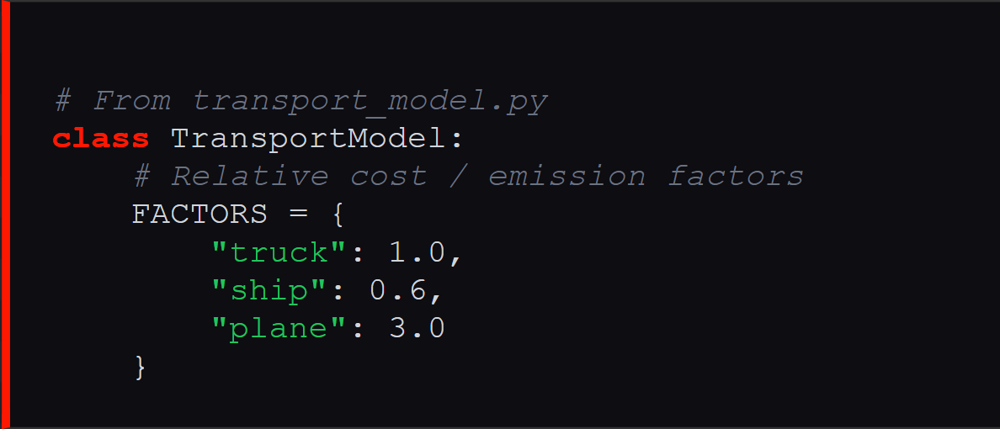 # From transport_model.py
class TransportModel:
    # Relative cost / emission factors
    FACTORS = {
        "truck": 1.0,
        "ship": 0.6,
        "plane": 3.0
    }